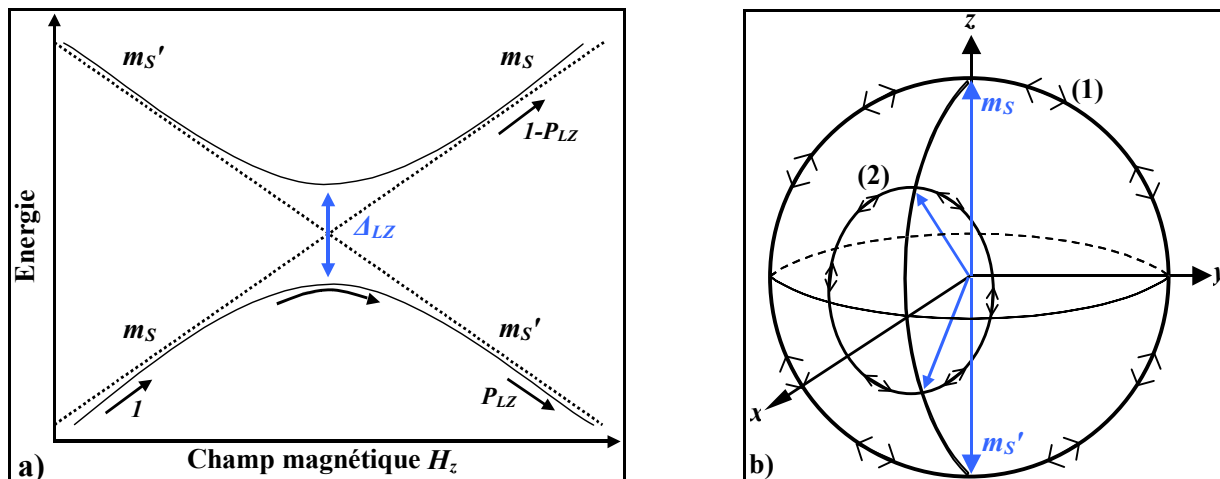 m_S'
m_S
1-P_LZ
Energie
Δ_LZ
m_S
m_S'
1
P_LZ
a)
Champ magnétique H_z
z
m_S
(1)
(2)
y
x
m_S'
b)